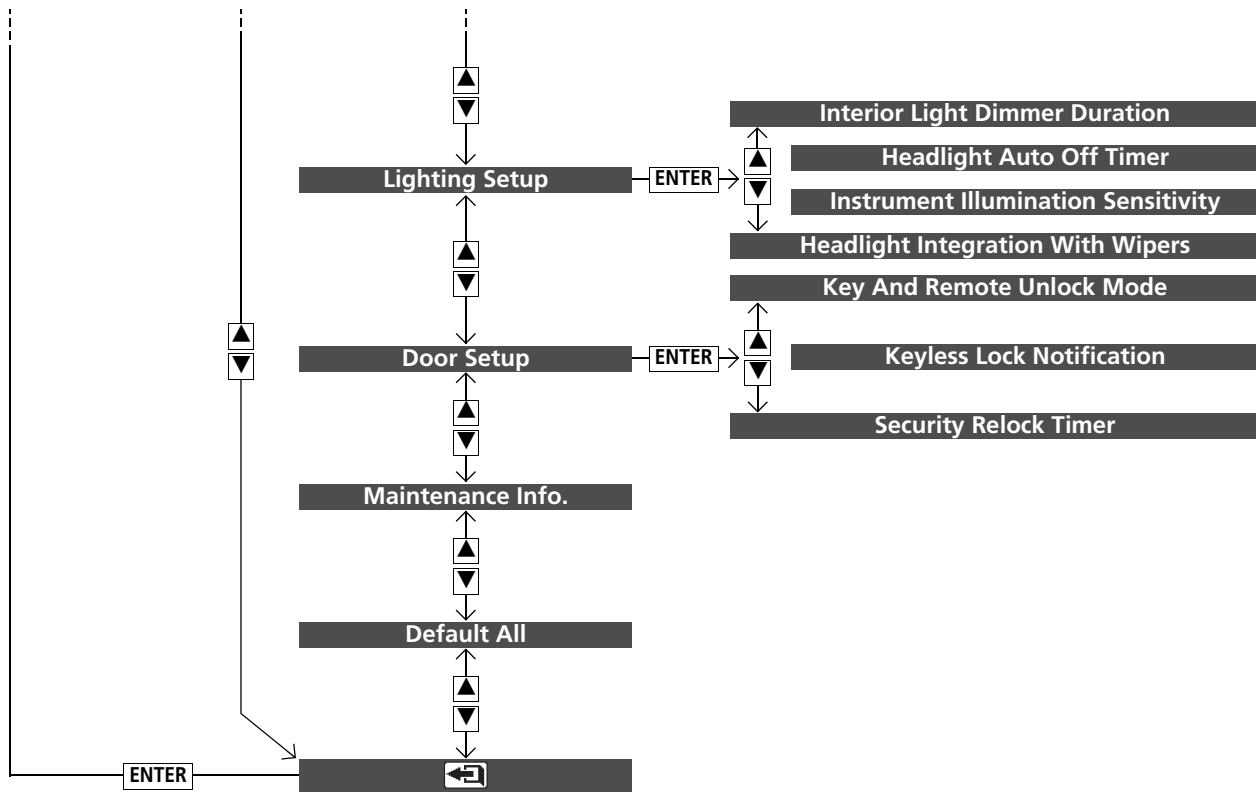 Lighting Setup
ENTER
Interior Light Dimmer Duration
Headlight Auto Off Timer
Instrument Illumination Sensitivity
Headlight Integration With Wipers
Door Setup
ENTER
Key And Remote Unlock Mode
Keyless Lock Notification
Security Relock Timer
Maintenance Info.
Default All
ENTER